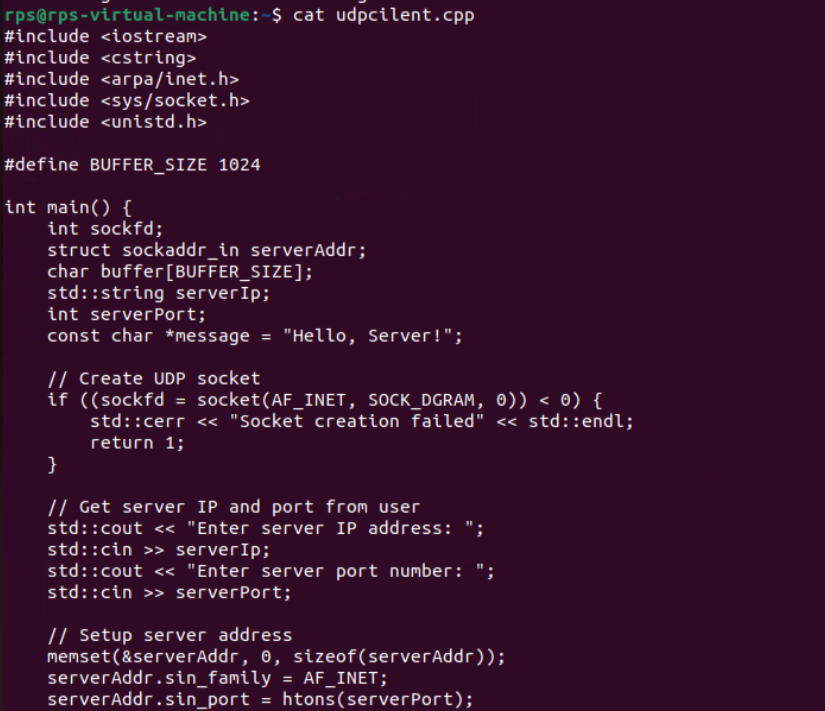 rps@rps-virtual-machine:~$ cat udpcilent.cpp
#include <iostream>
#include <cstring>
#include <arpa/inet.h>
#include <sys/socket.h>
#include <unistd.h>

#define BUFFER_SIZE 1024

int main() {
    int sockfd;
    struct sockaddr_in serverAddr;
    char buffer[BUFFER_SIZE];
    std::string serverIp;
    int serverPort;
    const char *message = "Hello, Server!";

    // Create UDP socket
    if ((sockfd = socket(AF_INET, SOCK_DGRAM, 0)) < 0) {
        std::cerr << "Socket creation failed" << std::endl;
        return 1;
    }

    // Get server IP and port from user
    std::cout << "Enter server IP address: ";
    std::cin >> serverIp;
    std::cout << "Enter server port number: ";
    std::cin >> serverPort;

    // Setup server address
    memset(&serverAddr, 0, sizeof(serverAddr));
    serverAddr.sin_family = AF_INET;
    serverAddr.sin_port = htons(serverPort);